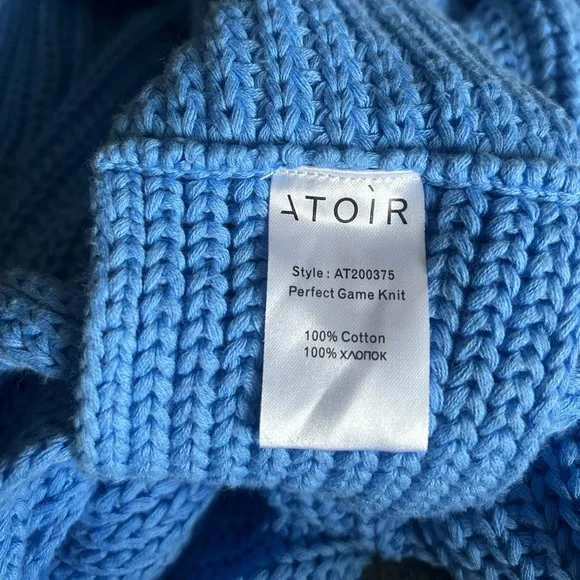 ATOÌR
Style : AT200375
Perfect Game Knit
100% Cotton
100% ХЛОПОК